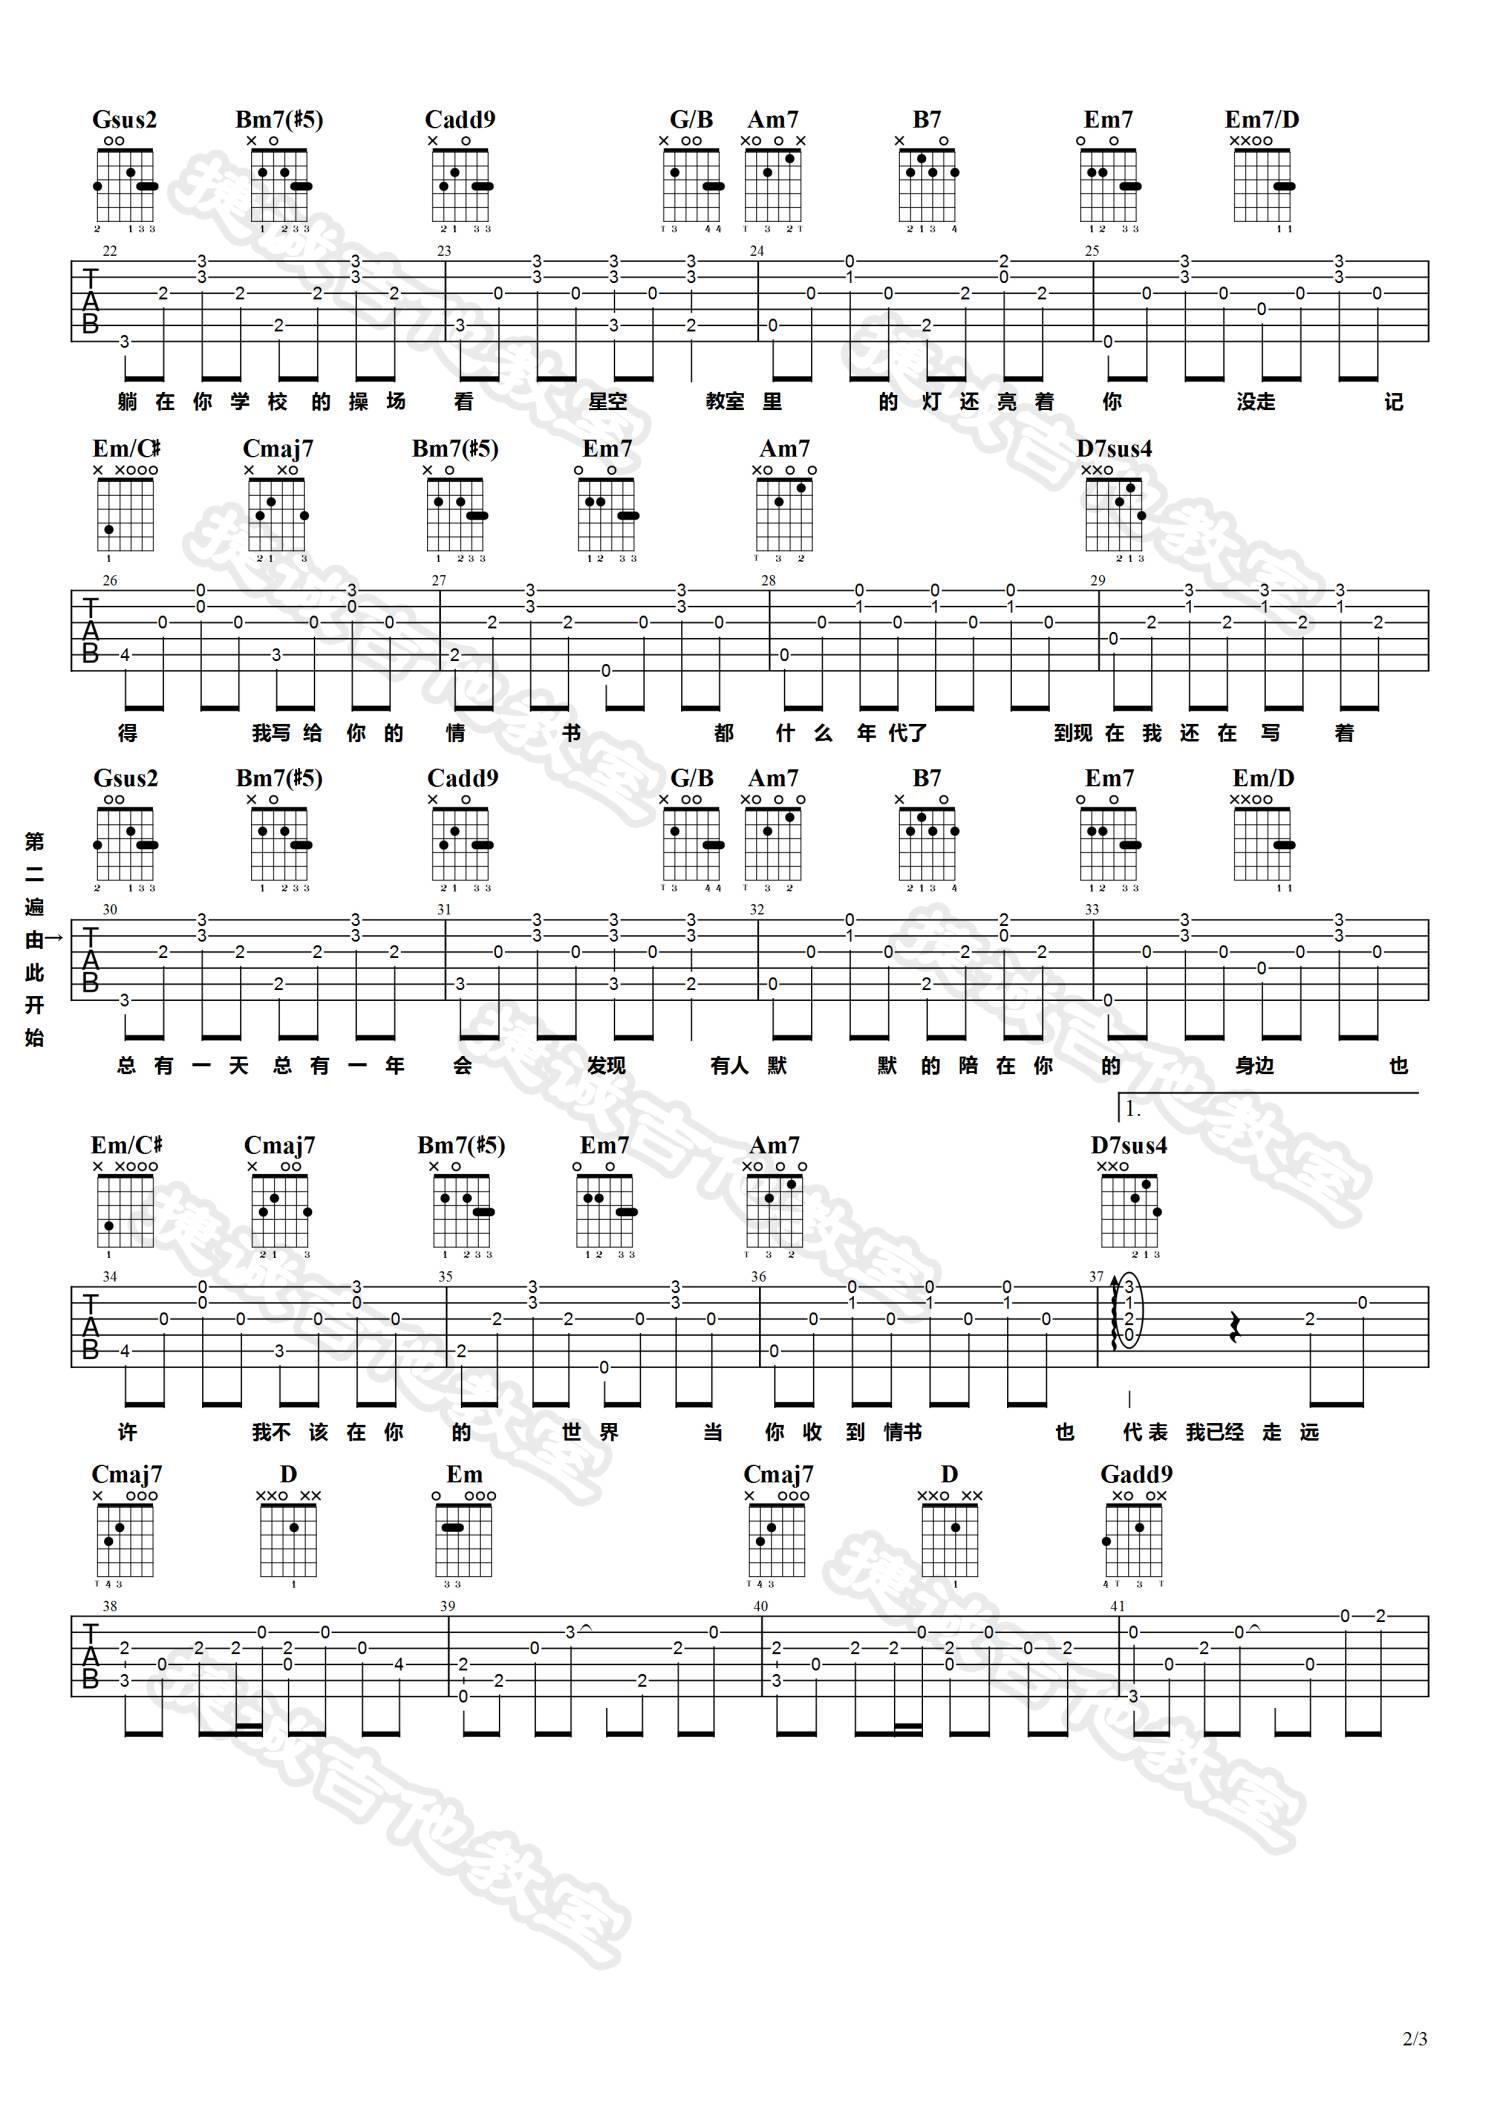 Gsus2 Bm7(♯5) Cadd9 G/B Am7 B7 Em7 Em7/D
22 23 24 25
躺在你学校的操场看 星空 教室里 的灯还亮着你 没走 记
Em/C♯ Cmaj7 Bm7(♯5) Em7 Am7 D7sus4
26 27 28 29
得 我写给你的情 书 都 什么年代了 到现在我还在写 着
Gsus2 Bm7(♯5) Cadd9 G/B Am7 B7 Em7 Em/D
第二遍由此开始→
30 31 32 33
总有一天总有一年会 发现 有人默 默的陪在你的 身边 也
1.
Em/C♯ Cmaj7 Bm7(♯5) Em7 Am7 D7sus4
34 35 36 37
许 我不该在你的 世界 当你收到情书 也代表我已经走远
Cmaj7 D Em Cmaj7 D Gadd9
38 39 40 41
捷诚吉他教室
2/3